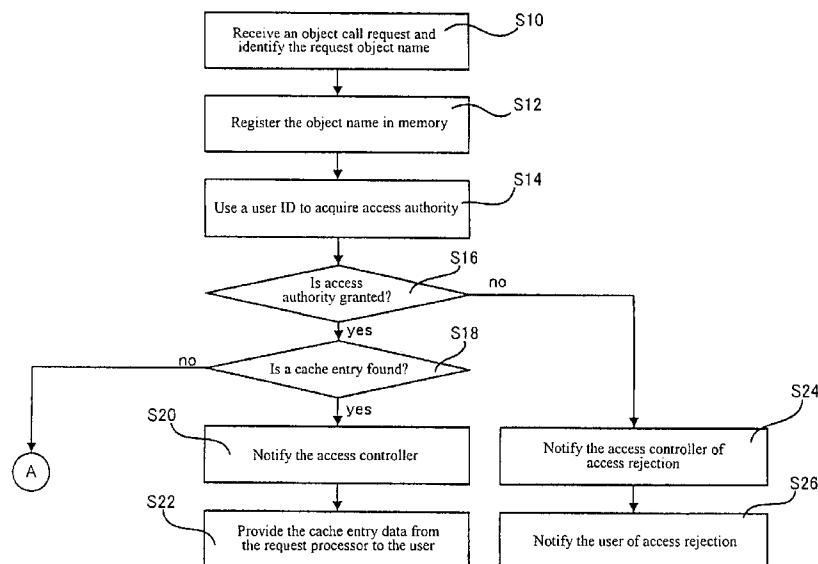 S10
Receive an object call request and
identify the request object name
S12
Register the object name in memory
S14
Use a user ID to acquire access authority
S16
Is access
authority granted?
no
yes
S18
no
Is a cache entry found?
yes
S20
S24
Notify the access controller
Notify the access controller of
access rejection
A
S22
S26
Provide the cache entry data from
the request processor to the user
Notify the user of access rejection